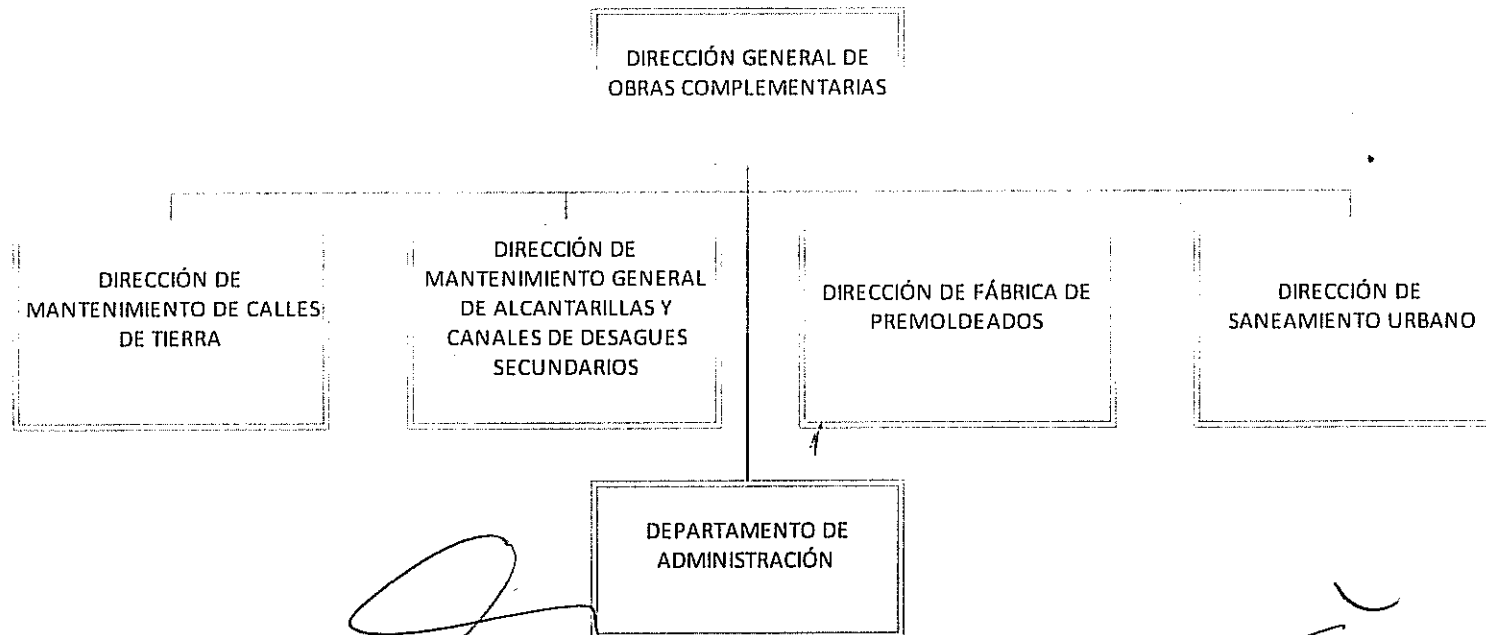 DIRECCIÓN GENERAL DE
OBRAS COMPLEMENTARIAS
DIRECCIÓN DE
MANTENIMIENTO DE CALLES
DE TIERRA
DIRECCIÓN DE
MANTENIMIENTO GENERAL
DE ALCANTARILLAS Y
CANALES DE DESAGUES
SECUNDARIOS
DIRECCIÓN DE FÁBRICA DE
PREMOLDEADOS
DIRECCIÓN DE
SANEAMIENTO URBANO
DEPARTAMENTO DE
ADMINISTRACIÓN